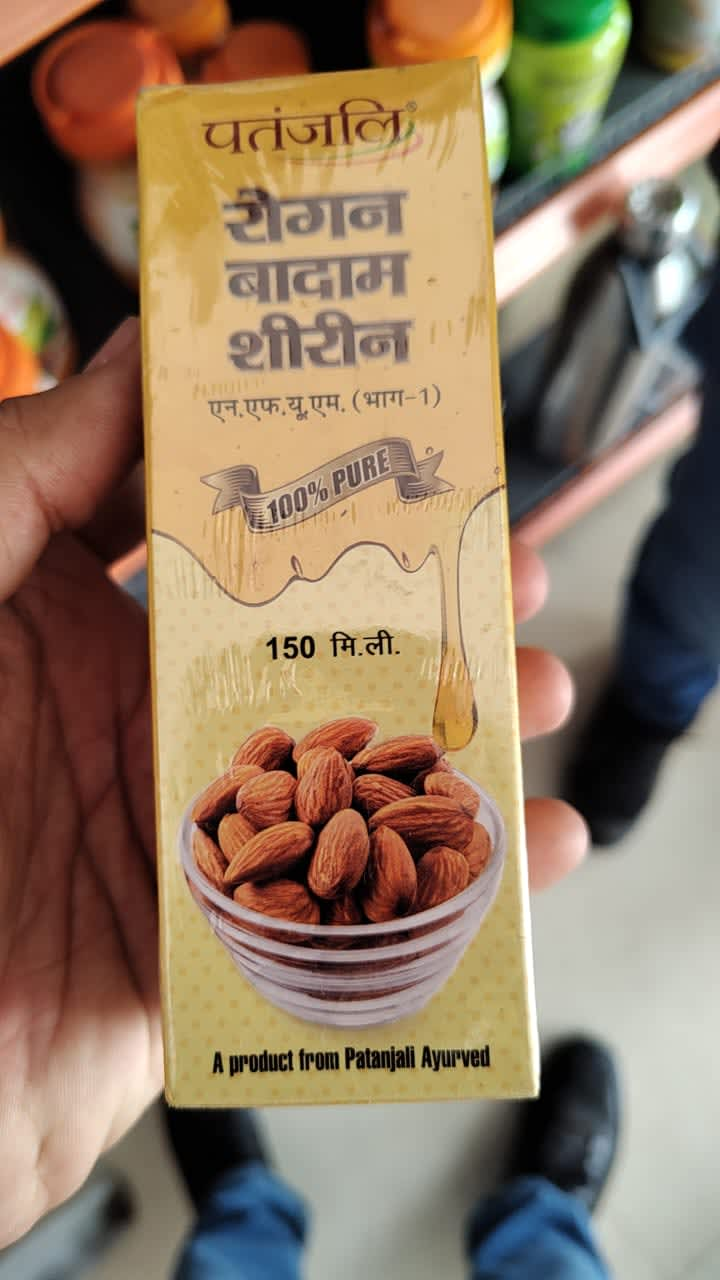 पतंजलि®
रोगन
बादाम
शीरीन
एन.एफ.यू.एम. (भाग-1)
100% PURE
150 मि.ली.
A product from Patanjali Ayurved